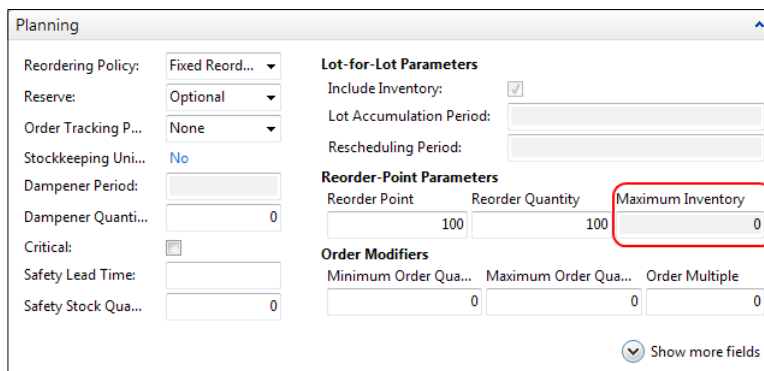 Planning
Reordering Policy: Fixed Reord...
Reserve: Optional
Order Tracking P... None
Stockkeeping Uni... No
Dampener Period:
Dampener Quanti... 0
Critical:
Safety Lead Time:
Safety Stock Qua... 0
Lot-for-Lot Parameters
Include Inventory:
Lot Accumulation Period:
Rescheduling Period:
Reorder-Point Parameters
Reorder Point Reorder Quantity Maximum Inventory
100 100 0
Order Modifiers
Minimum Order Qua... Maximum Order Qua... Order Multiple
0 0 0
Show more fields